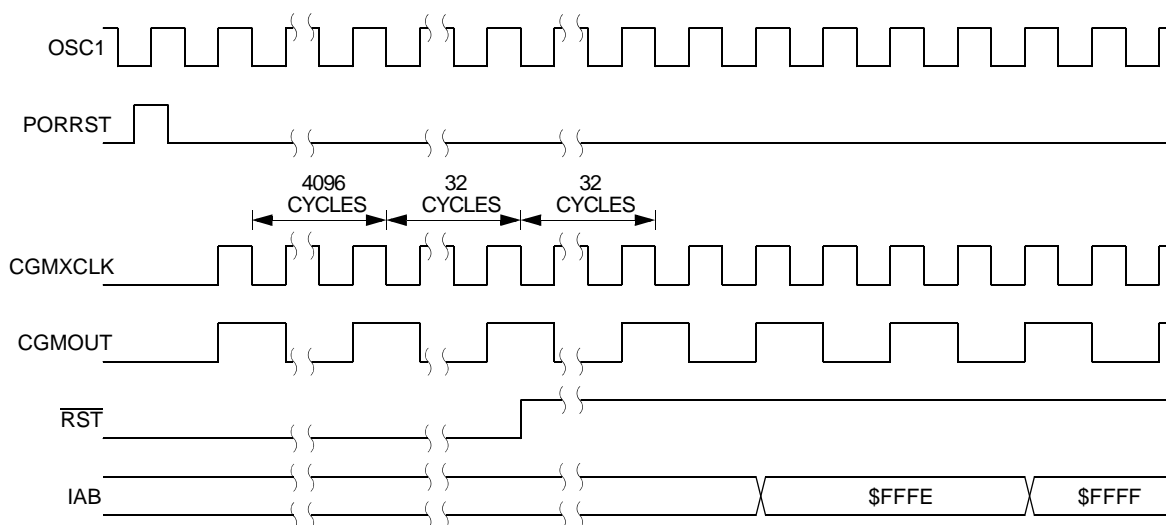 OSC1
PORRST
4096
CYCLES
32
CYCLES
32
CYCLES
CGMXCLK
CGMOUT
RST
IAB
$FFFE
$FFFF